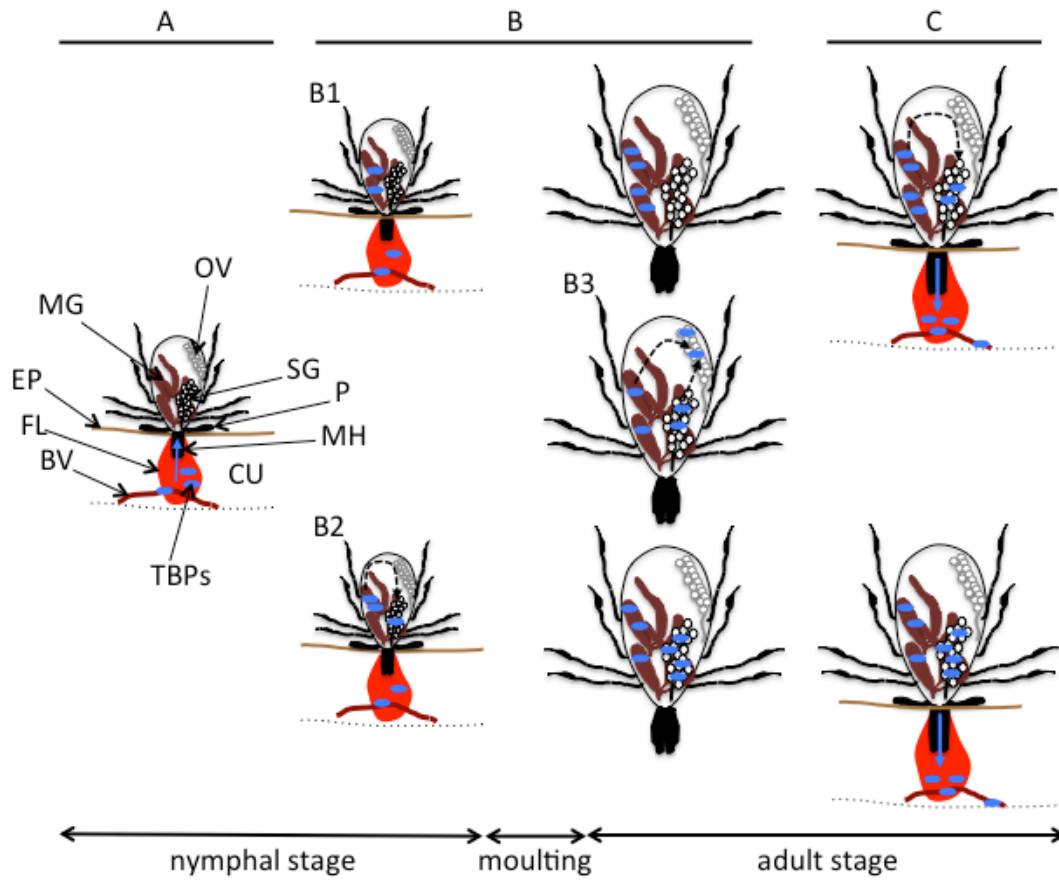 A
B
C
B1
OV
MG
B3
SG
EP
P
FL
MH
BV
CU
B2
TBPs
nymphal stage
moulting
adult stage